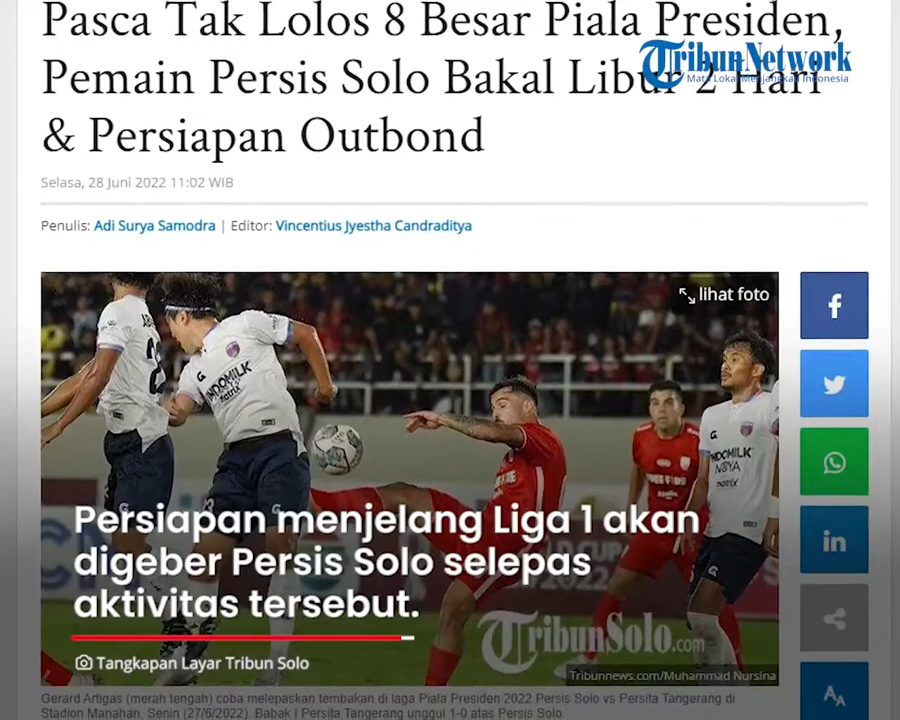 Pasca Tak Lolos 8 Besar Piala Presiden,
TribunNetwork
Mata Lokal Menjangkau Indonesia
Pemain Persis Solo Bakal Libur 2 Hari
& Persiapan Outbond
Selasa, 28 Juni 2022 11:02 WIB
Penulis: Adi Surya Samodra | Editor: Vincentius Jyestha Candraditya
lihat foto
INDOMILK
INDOMILK
Persiapan menjelang Liga 1 akan
digeber Persis Solo selepas
aktivitas tersebut.
TribunSolo.com
Tangkapan Layar Tribun Solo
Tribunnews.com/Muhammad Nursina
Gerard Artigas (merah tengah) coba melepaskan tembakan di laga Piala Presiden 2022 Persis Solo vs Persita Tangerang di
Stadion Manahan, Senin (27/6/2022). Babak I Persita Tangerang unggul 1-0 atas Persis Solo.